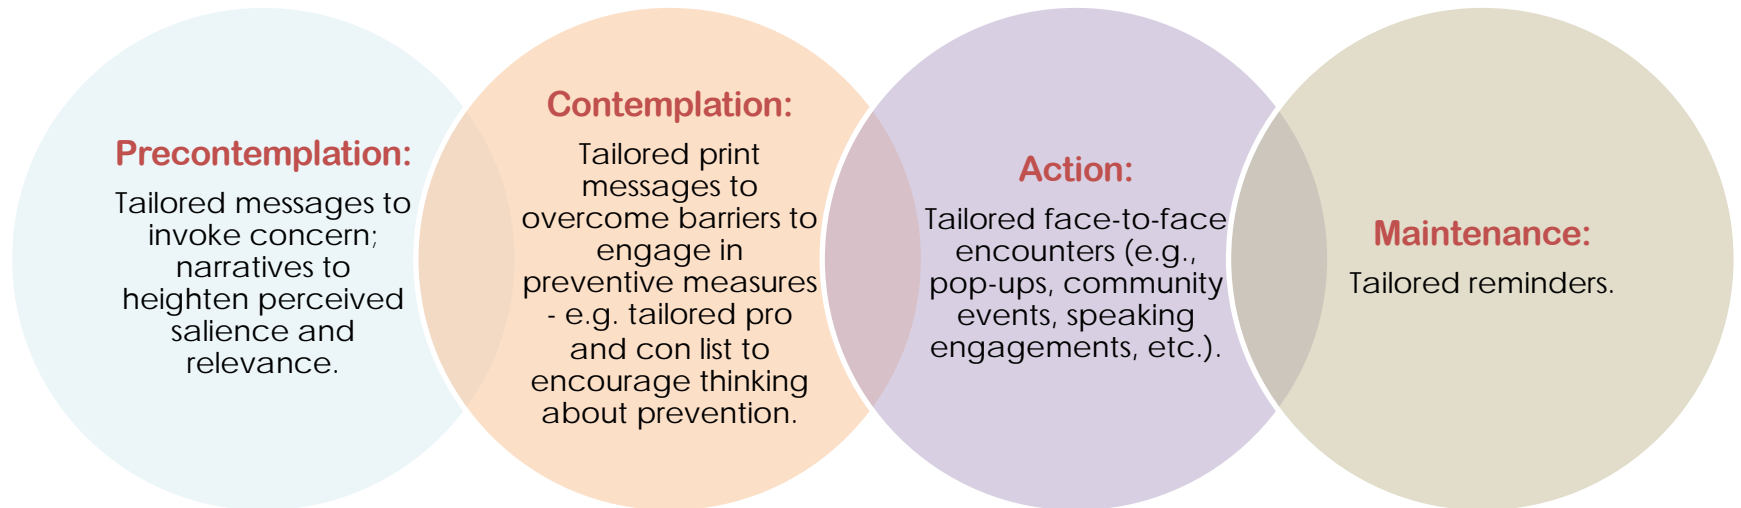 Precontemplation:
Tailored messages to
invoke concern;
narratives to
heighten perceived
salience and
relevance.
Contemplation:
Tailored print
messages to
overcome barriers to
engage in
preventive measures
- e.g. tailored pro
and con list to
encourage thinking
about prevention.
Action:
Tailored face-to-face
encounters (e.g.,
pop-ups, community
events, speaking
engagements, etc.).
Maintenance:
Tailored reminders.